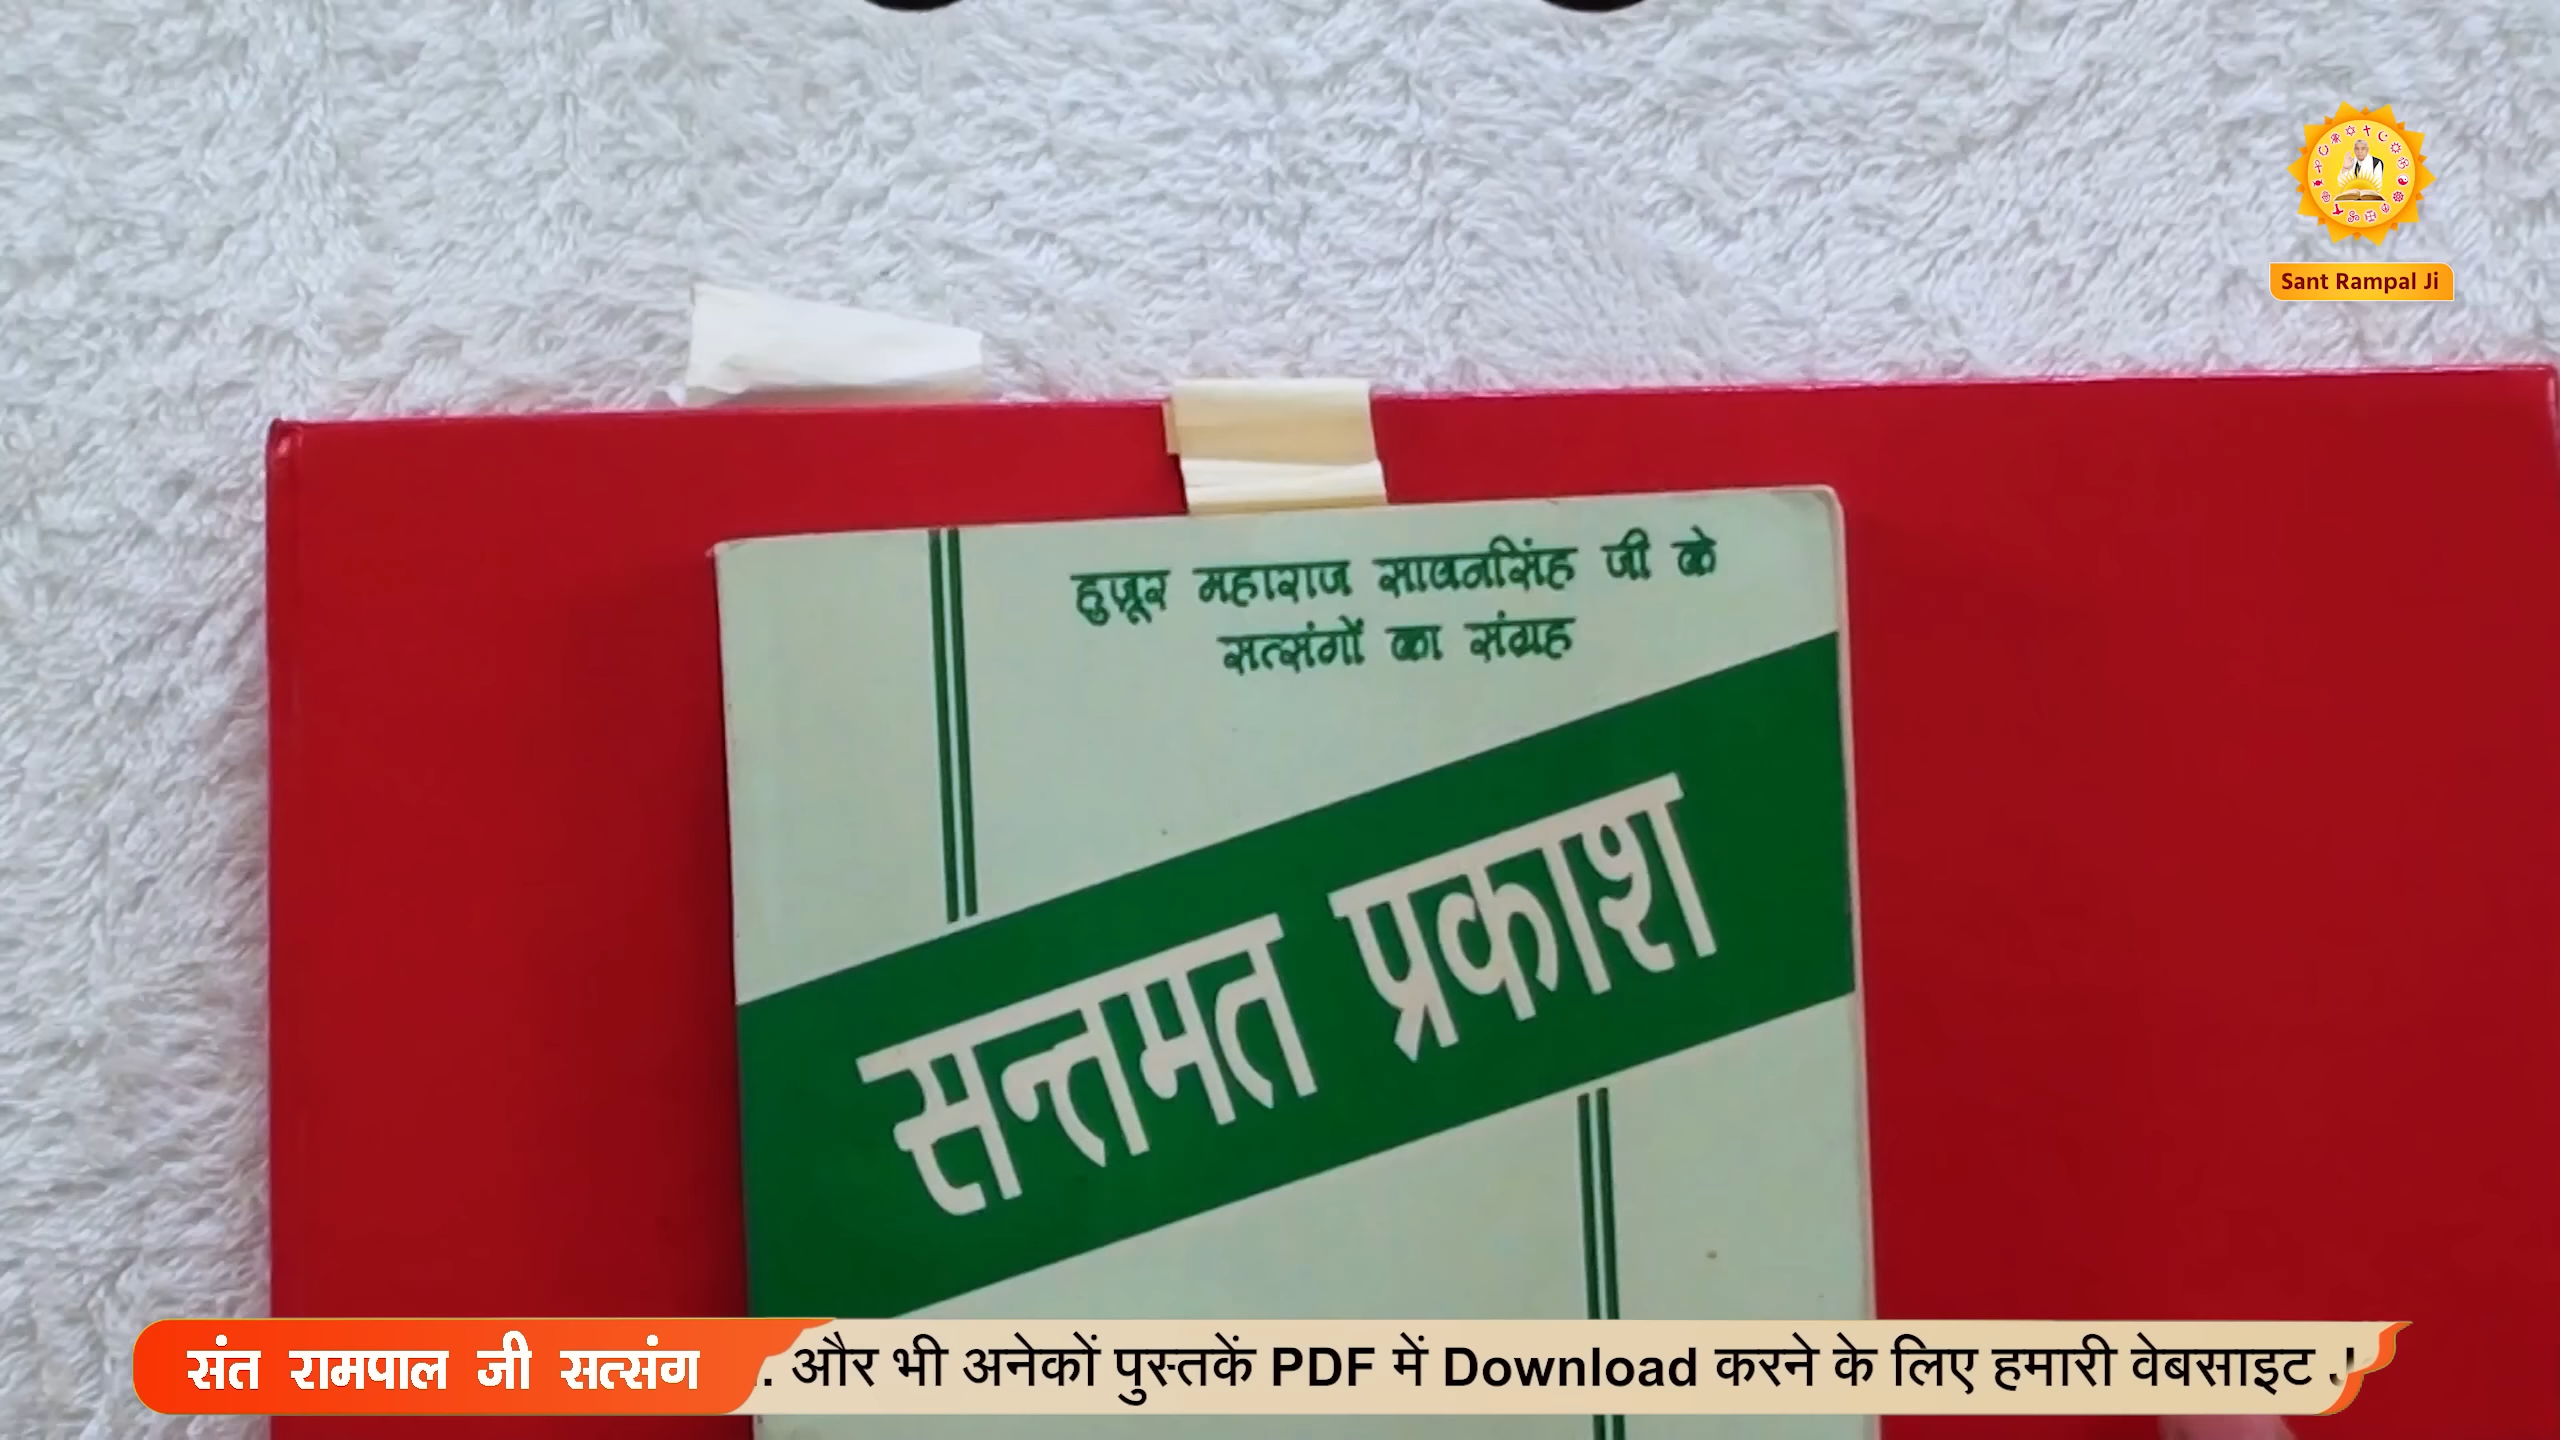 Sant Rampal Ji
हुज़ूर महाराज सावनसिंह जी के
सत्संगों का संग्रह
सन्तमत प्रकाश
संत रामपाल जी सत्संग
. और भी अनेकों पुस्तकें PDF में Download करने के लिए हमारी वेबसाइट